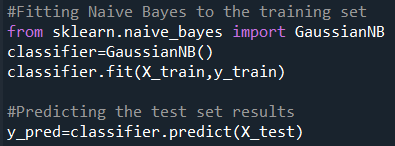 #Fitting Naive Bayes to the training set
from sklearn.naive_bayes import GaussianNB
classifier=GaussianNB()
classifier.fit(X_train,y_train)
#Predicting the test set results
y_pred=classifier.predict(X_test)